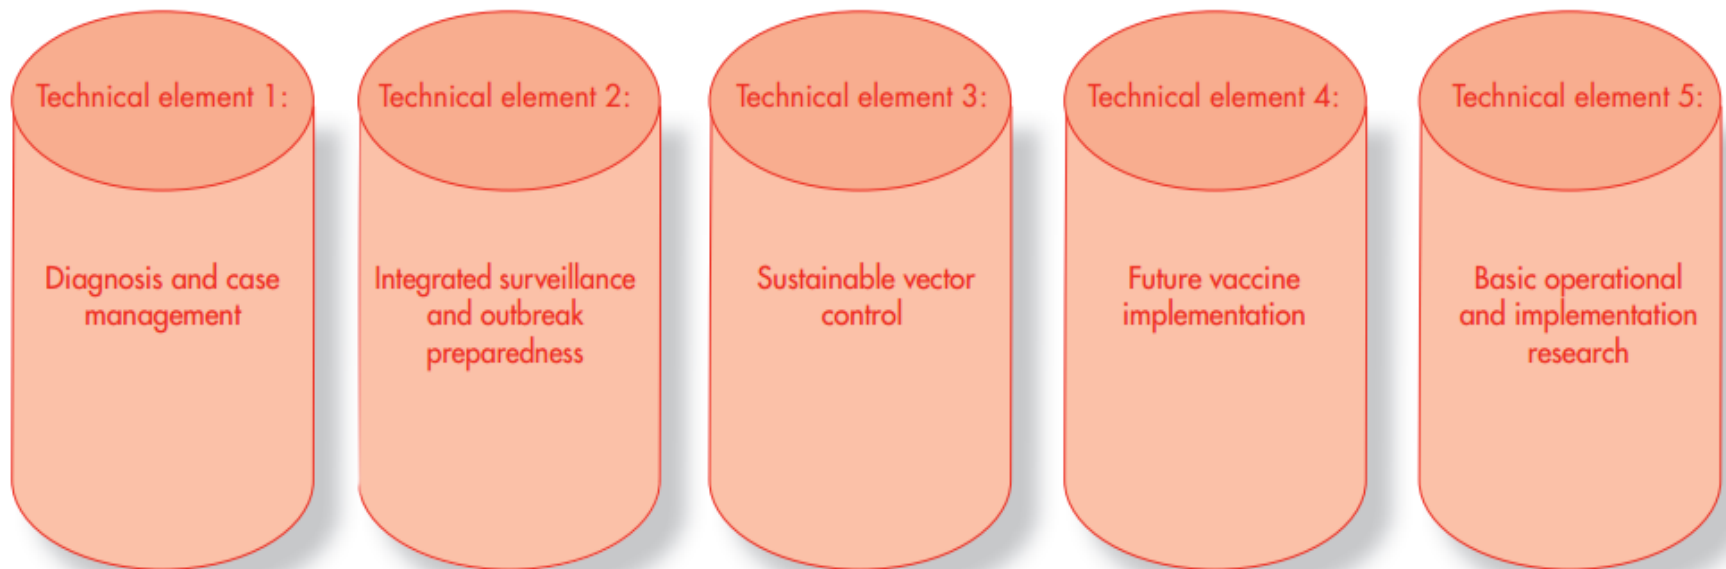 Technical element 1:
Diagnosis and case
management
Technical element 2:
Integrated surveillance
and outbreak
preparedness
Technical element 3:
Sustainable vector
control
Technical element 4:
Future vaccine
implementation
Technical element 5:
Basic operational
and implementation
research